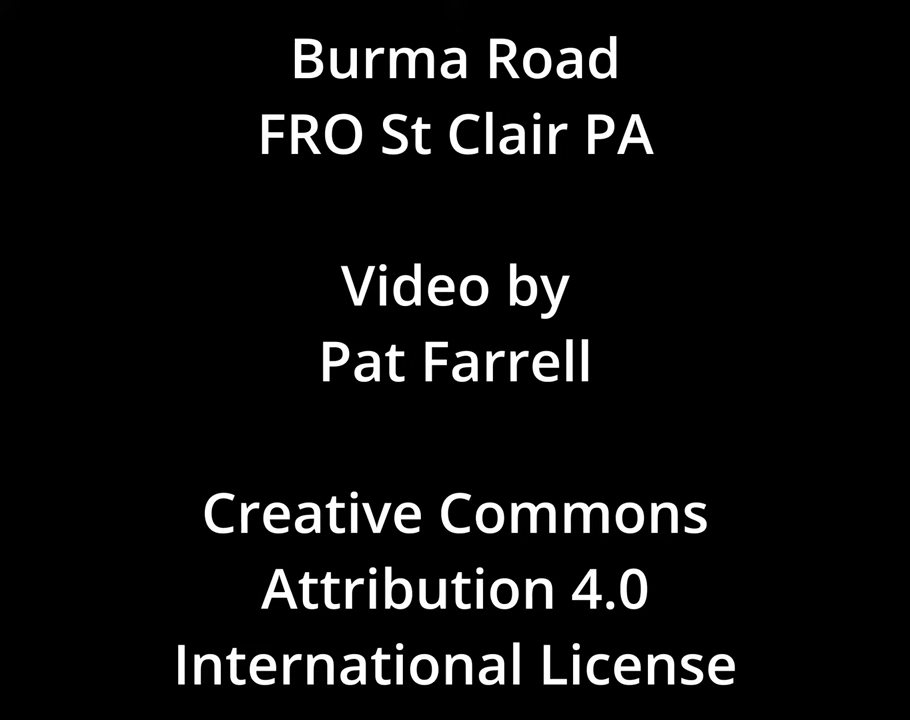 Burma Road
FRO St Clair PA
Video by
Pat Farrell
Creative Commons
Attribution 4.0
International License